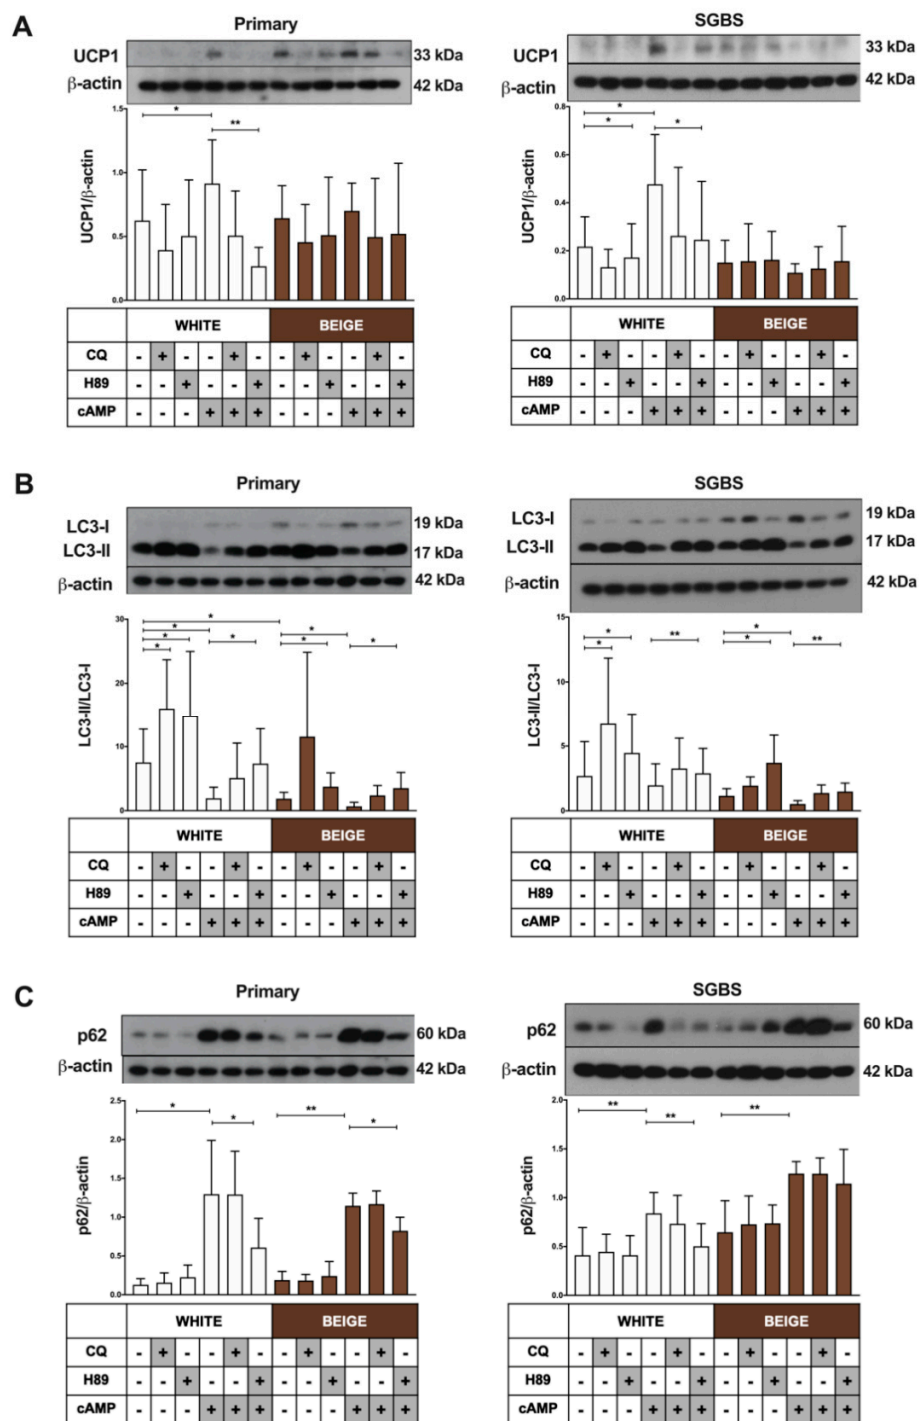 A
Primary
UCP1
33 kDa
β-actin
42 kDa
*
**
UCP1/β-actin
1.5
1.0
0.5
0.0
WHITE BEIGE
CQ - + - - + - - + - - + -
H89 - - + - - + - - + - - +
cAMP - - - + + + - - - + + +
SGBS
UCP1
33 kDa
β-actin
42 kDa
*
* *
UCP1/β-actin
0.8
0.6
0.4
0.2
0.0
WHITE BEIGE
CQ - + - - + - - + - - + -
H89 - - + - - + - - + - - +
cAMP - - - + + + - - - + + +
B
Primary
LC3-I
19 kDa
LC3-II
17 kDa
β-actin
42 kDa
*
* *
* * * *
*
LC3-II/LC3-I
30
20
10
0
WHITE BEIGE
CQ - + - - + - - + - - + -
H89 - - + - - + - - + - - +
cAMP - - - + + + - - - + + +
SGBS
LC3-I
19 kDa
LC3-II
17 kDa
β-actin
42 kDa
* *
* ** * **
LC3-II/LC3-I
15
10
5
0
WHITE BEIGE
CQ - + - - + - - + - - + -
H89 - - + - - + - - + - - +
cAMP - - - + + + - - - + + +
C
Primary
p62
60 kDa
β-actin
42 kDa
* **
* *
p62/β-actin
2.5
2.0
1.5
1.0
0.5
0.0
WHITE BEIGE
CQ - + - - + - - + - - + -
H89 - - + - - + - - + - - +
cAMP - - - + + + - - - + + +
SGBS
p62
60 kDa
β-actin
42 kDa
**
** **
p62/β-actin
2.0
1.5
1.0
0.5
0.0
WHITE BEIGE
CQ - + - - + - - + - - + -
H89 - - + - - + - - + - - +
cAMP - - - + + + - - - + + +